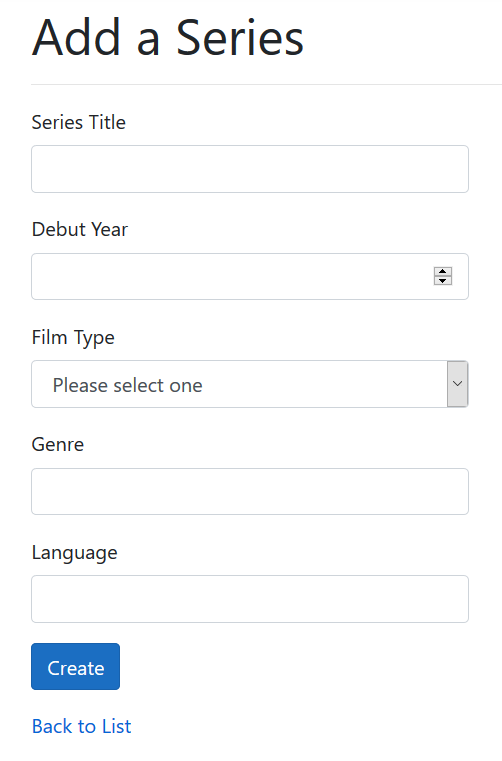 Add a Series
Series Title
Debut Year
Film Type
Please select one
Genre
Language
Create
Back to List